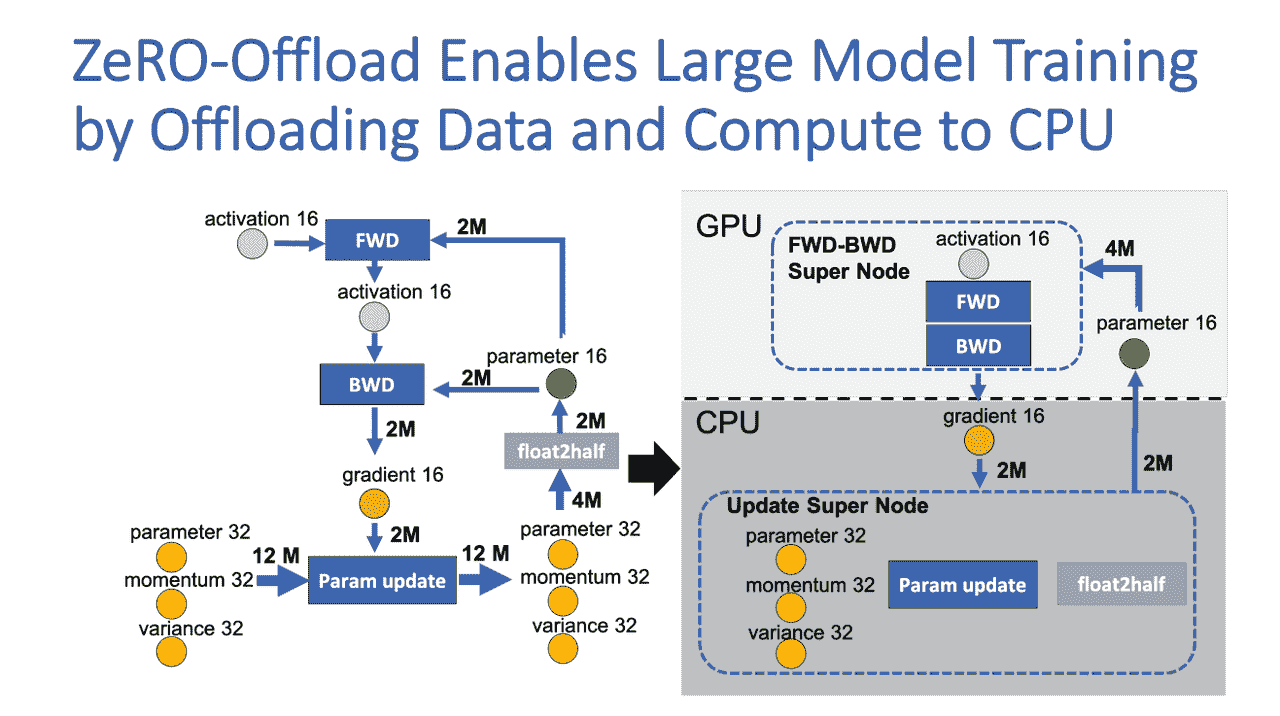 ZeRO-Offload Enables Large Model Training
by Offloading Data and Compute to CPU
activation 16
FWD
2M
activation 16
parameter 16
BWD
2M
2M
2M
float2half
gradient 16
4M
2M
parameter 32
momentum 32
variance 32
12 M
Param update
12 M
parameter 32
momentum 32
variance 32
GPU
FWD-BWD
Super Node
activation 16
FWD
BWD
4M
parameter 16
CPU
gradient 16
2M
2M
Update Super Node
parameter 32
momentum 32
variance 32
Param update
float2half